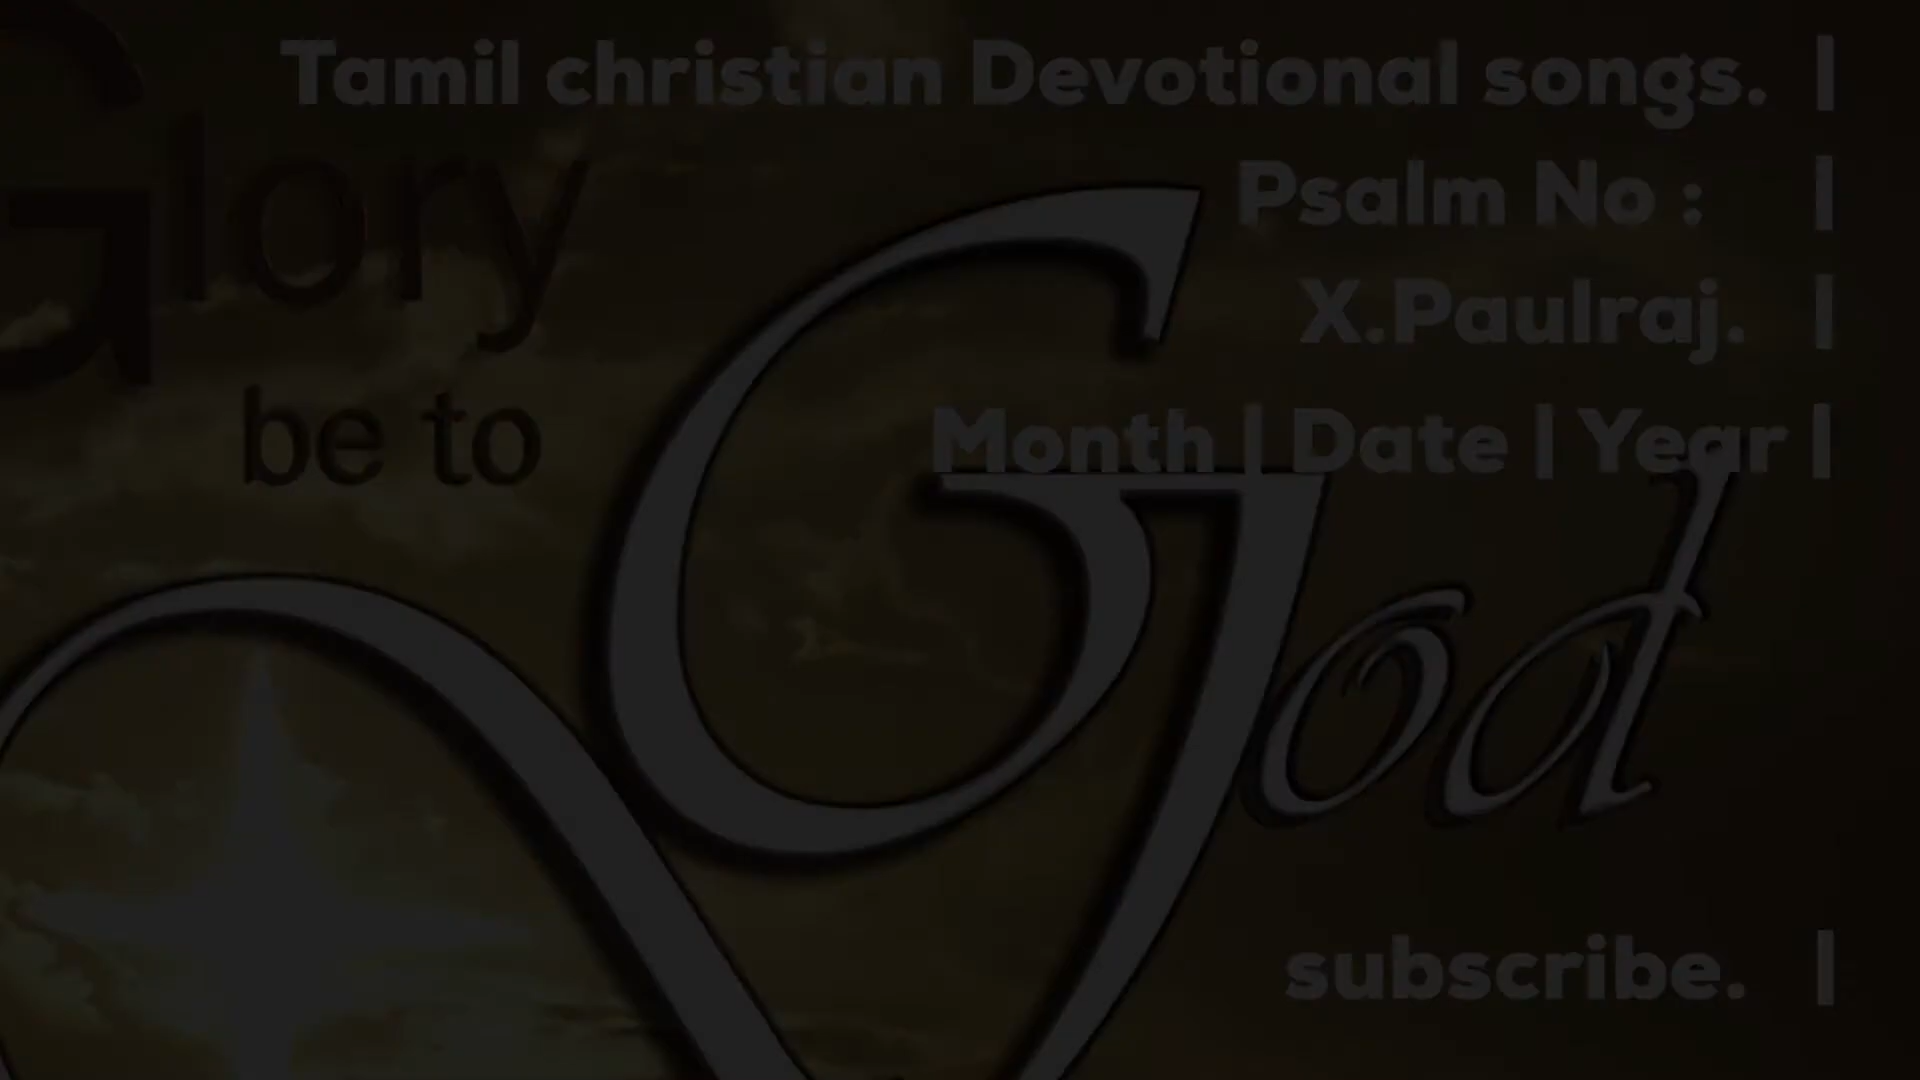 Tamil christian Devotional songs. |
Psalm No : |
X.Paulraj. |
Month | Date | Year |
Glory
be to
God
subscribe. |